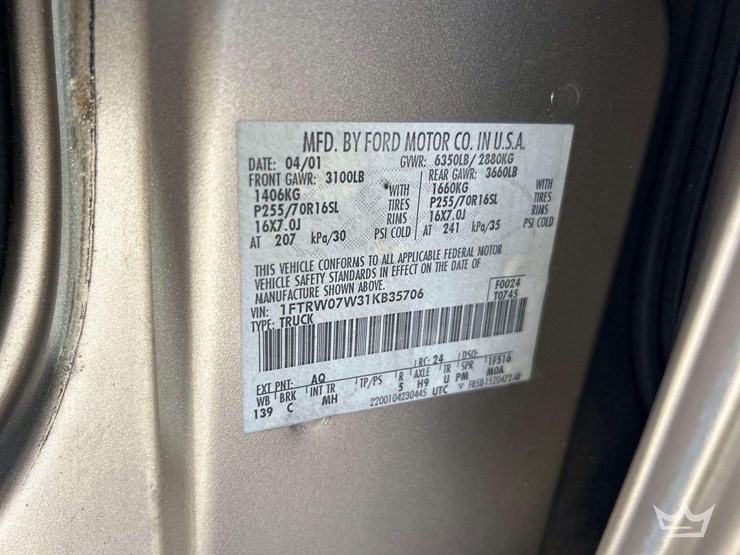 MFD. BY FORD MOTOR CO. IN U.S.A.
DATE: 04/01 GVWR: 6350LB/ 2880KG
FRONT GAWR: 3100LB REAR GAWR: 3660LB
1406KG WITH 1660KG WITH
P255/70R16SL TIRES P255/70R16SL TIRES
16X7.0J RIMS 16X7.0J RIMS
AT 207 kPa/30 PSI COLD AT 241 kPa/35 PSI COLD
THIS VEHICLE CONFORMS TO ALL APPLICABLE FEDERAL MOTOR
VEHICLE SAFETY STANDARDS IN EFFECT ON THE DATE OF
MANUFACTURE SHOWN ABOVE.
VIN: 1FTRW07W31KB35706 F0024
TYPE: TRUCK T0745
EXT PNT: AQ RC: 24 DSO:
WB BRK INT TR TP/PS R AXLE TR SPR 1F516
139 C MH 5 H9 U PM M0A
2200104230445 UTC